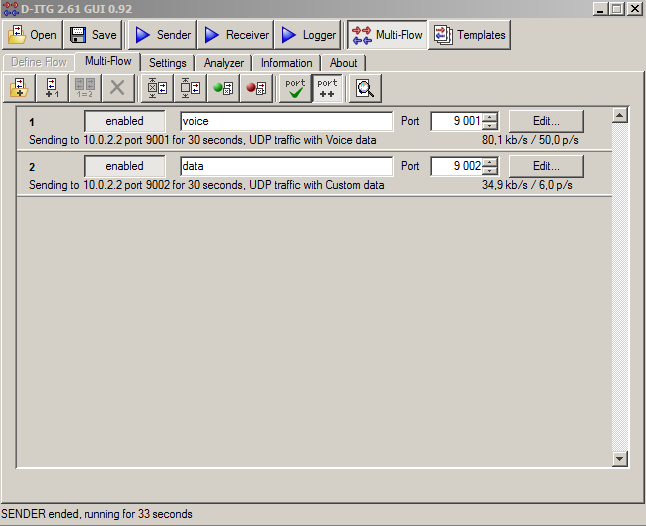 D-ITG 2.61 GUI 0.92
Open Save Sender Receiver Logger Multi-Flow Templates
Define Flow Multi-Flow Settings Analyzer Information About
+1 1=2 port port ++
1 enabled voice Port 9 001 Edit...
Sending to 10.0.2.2 port 9001 for 30 seconds, UDP traffic with Voice data 80,1 kb/s / 50,0 p/s
2 enabled data Port 9 002 Edit...
Sending to 10.0.2.2 port 9002 for 30 seconds, UDP traffic with Custom data 34,9 kb/s / 6,0 p/s
SENDER ended, running for 33 seconds